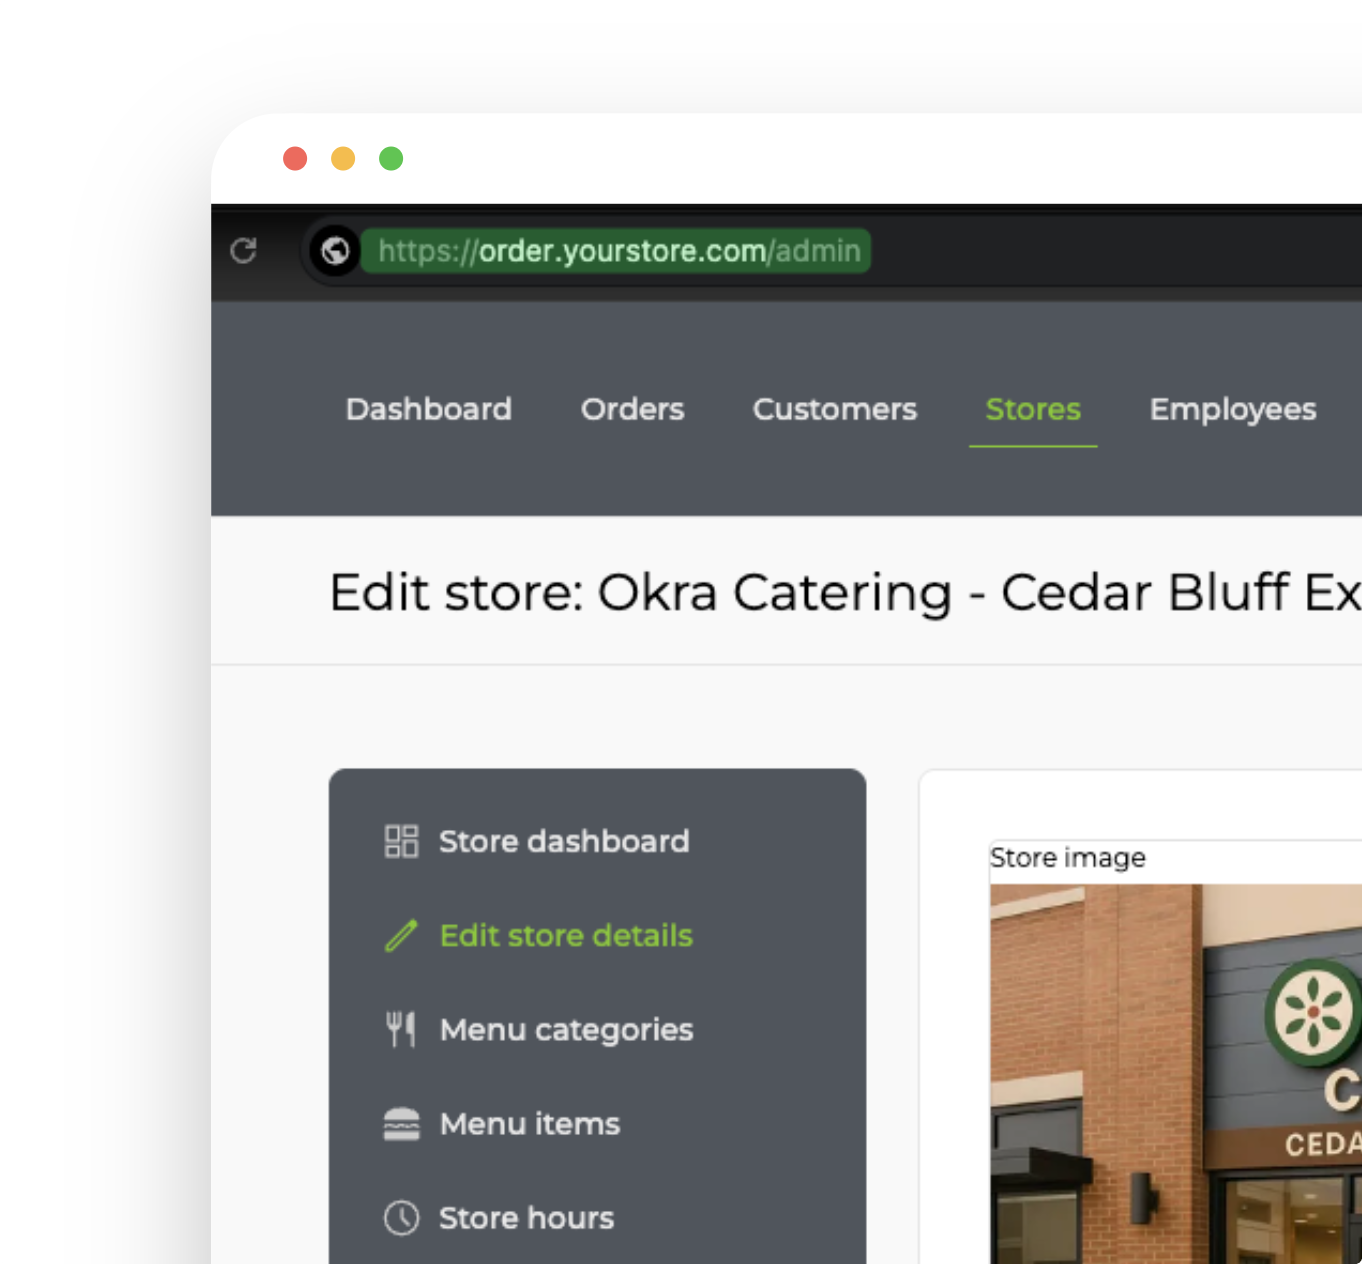 https://order.yourstore.com/admin
Dashboard Orders Customers Stores Employees
Edit store: Okra Catering - Cedar Bluff Ex
Store dashboard
Edit store details
Menu categories
Menu items
Store hours
Store image
C
CEDA